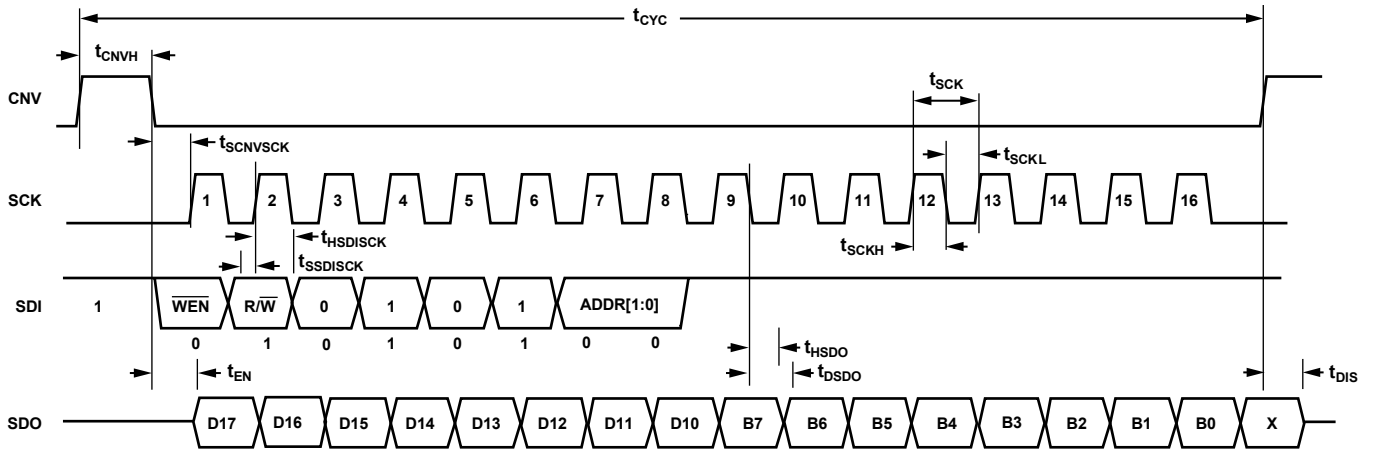 tCYC
tCNVH
CNV
tSCK
tSCNVSCK
tSCKL
SCK 1 2 3 4 5 6 7 8 9 10 11 12 13 14 15 16
tHSDISCK
tSCKH
tSSDISCK
SDI 1 WEN R/W 0 1 0 1 ADDR[1:0]
0 1 0 1 0 1 0 0
tHSDO
tEN
tDSDO
tDIS
SDO D17 D16 D15 D14 D13 D12 D11 D10 B7 B6 B5 B4 B3 B2 B1 B0 X